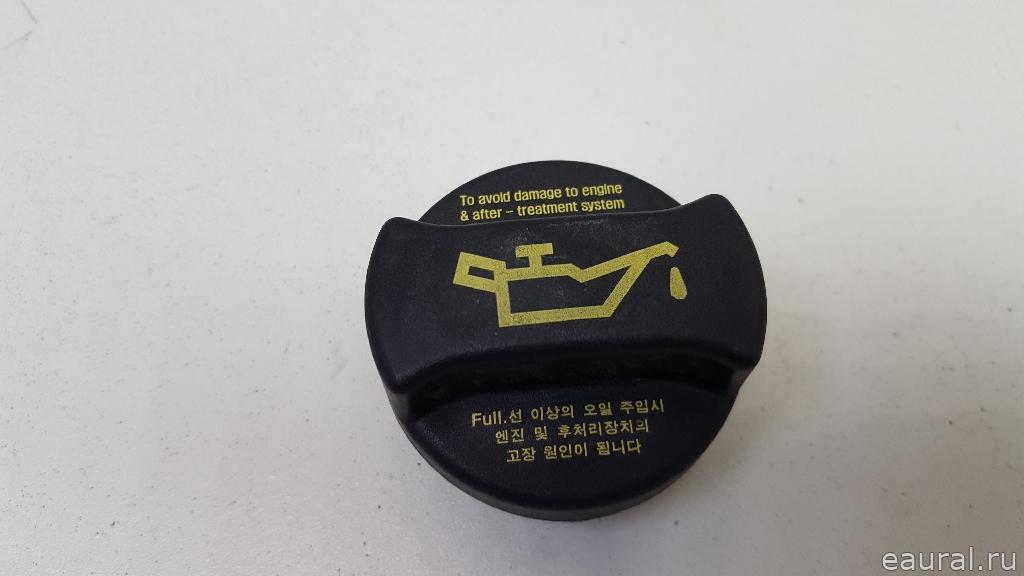 To avoid damage to engine
& after - treatment system
Full.선 이상의 오일 주입시
엔진 및 후처리장치의
고장 원인이 됩니다
eaural.ru